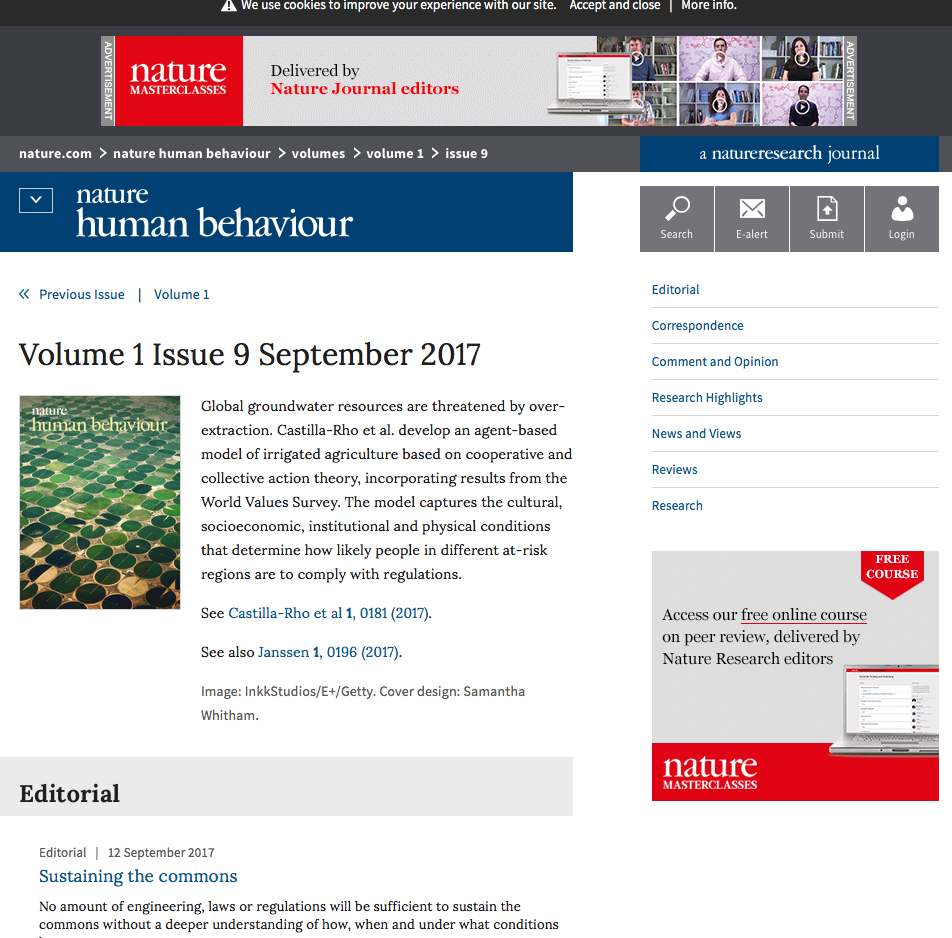 We use cookies to improve your experience with our site. Accept and close | More info.
ADVERTISEMENT
nature
MASTERCLASSES
Delivered by
Nature Journal editors
ADVERTISEMENT
nature.com > nature human behaviour > volumes > volume 1 > issue 9
a natureresearch journal
nature
human behaviour
Search
E-alert
Submit
Login
« Previous Issue | Volume 1
Volume 1 Issue 9 September 2017
nature
human behaviour
Global groundwater resources are threatened by over-
extraction. Castilla-Rho et al. develop an agent-based
model of irrigated agriculture based on cooperative and
collective action theory, incorporating results from the
World Values Survey. The model captures the cultural,
socioeconomic, institutional and physical conditions
that determine how likely people in different at-risk
regions are to comply with regulations.
See Castilla-Rho et al 1, 0181 (2017).
See also Janssen 1, 0196 (2017).
Image: InkkStudios/E+/Getty. Cover design: Samantha
Whitham.
Editorial
Editorial | 12 September 2017
Sustaining the commons
No amount of engineering, laws or regulations will be sufficient to sustain the
commons without a deeper understanding of how, when and under what conditions
Editorial
Correspondence
Comment and Opinion
Research Highlights
News and Views
Reviews
Research
FREE
COURSE
Access our free online course
on peer review, delivered by
Nature Research editors
nature
MASTERCLASSES